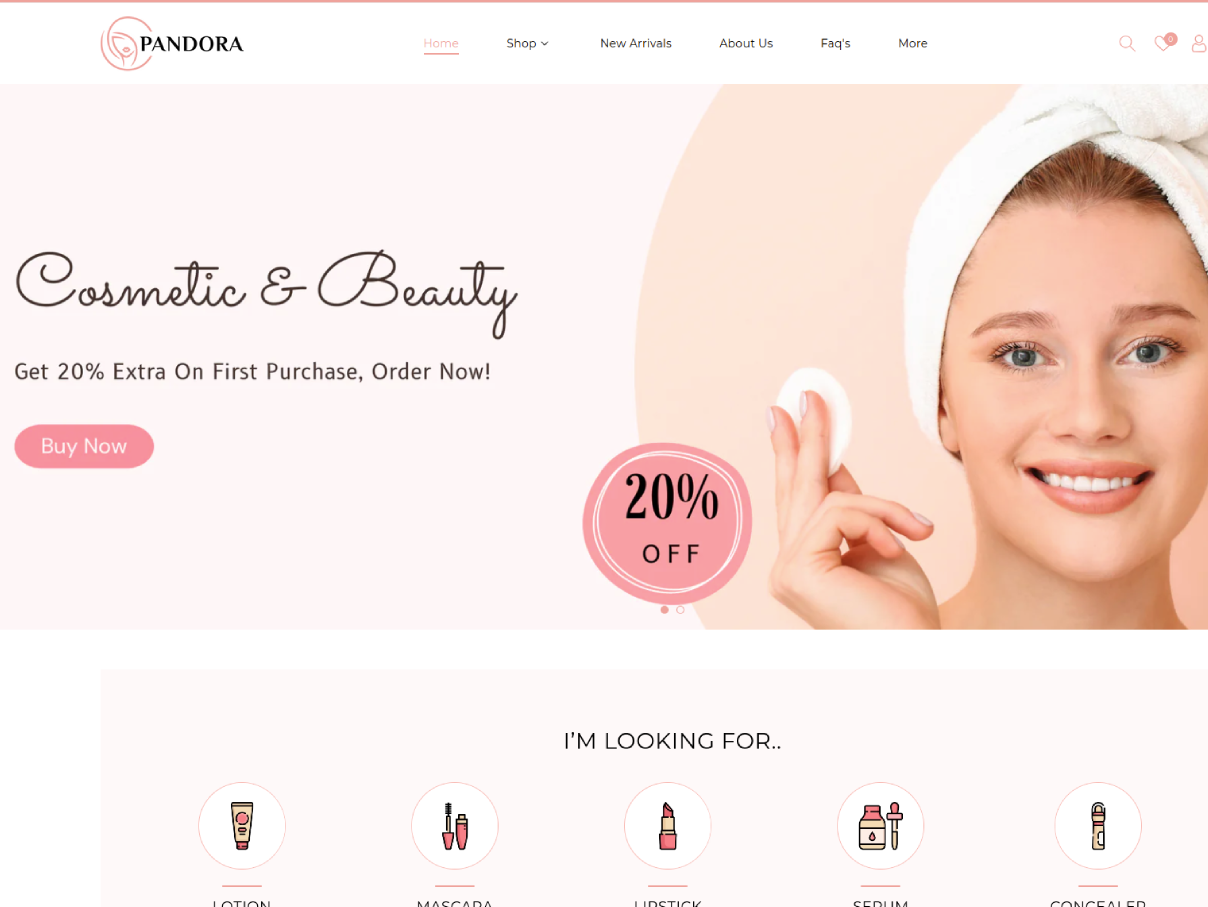 PANDORA
Home
Shop
New Arrivals
About Us
Faq's
More
0
Cosmetic & Beauty
Get 20% Extra On First Purchase, Order Now!
Buy Now
20%
OFF
I'M LOOKING FOR..
LOTION
MASCARA
LIPSTICK
SERUM
CONCEALER